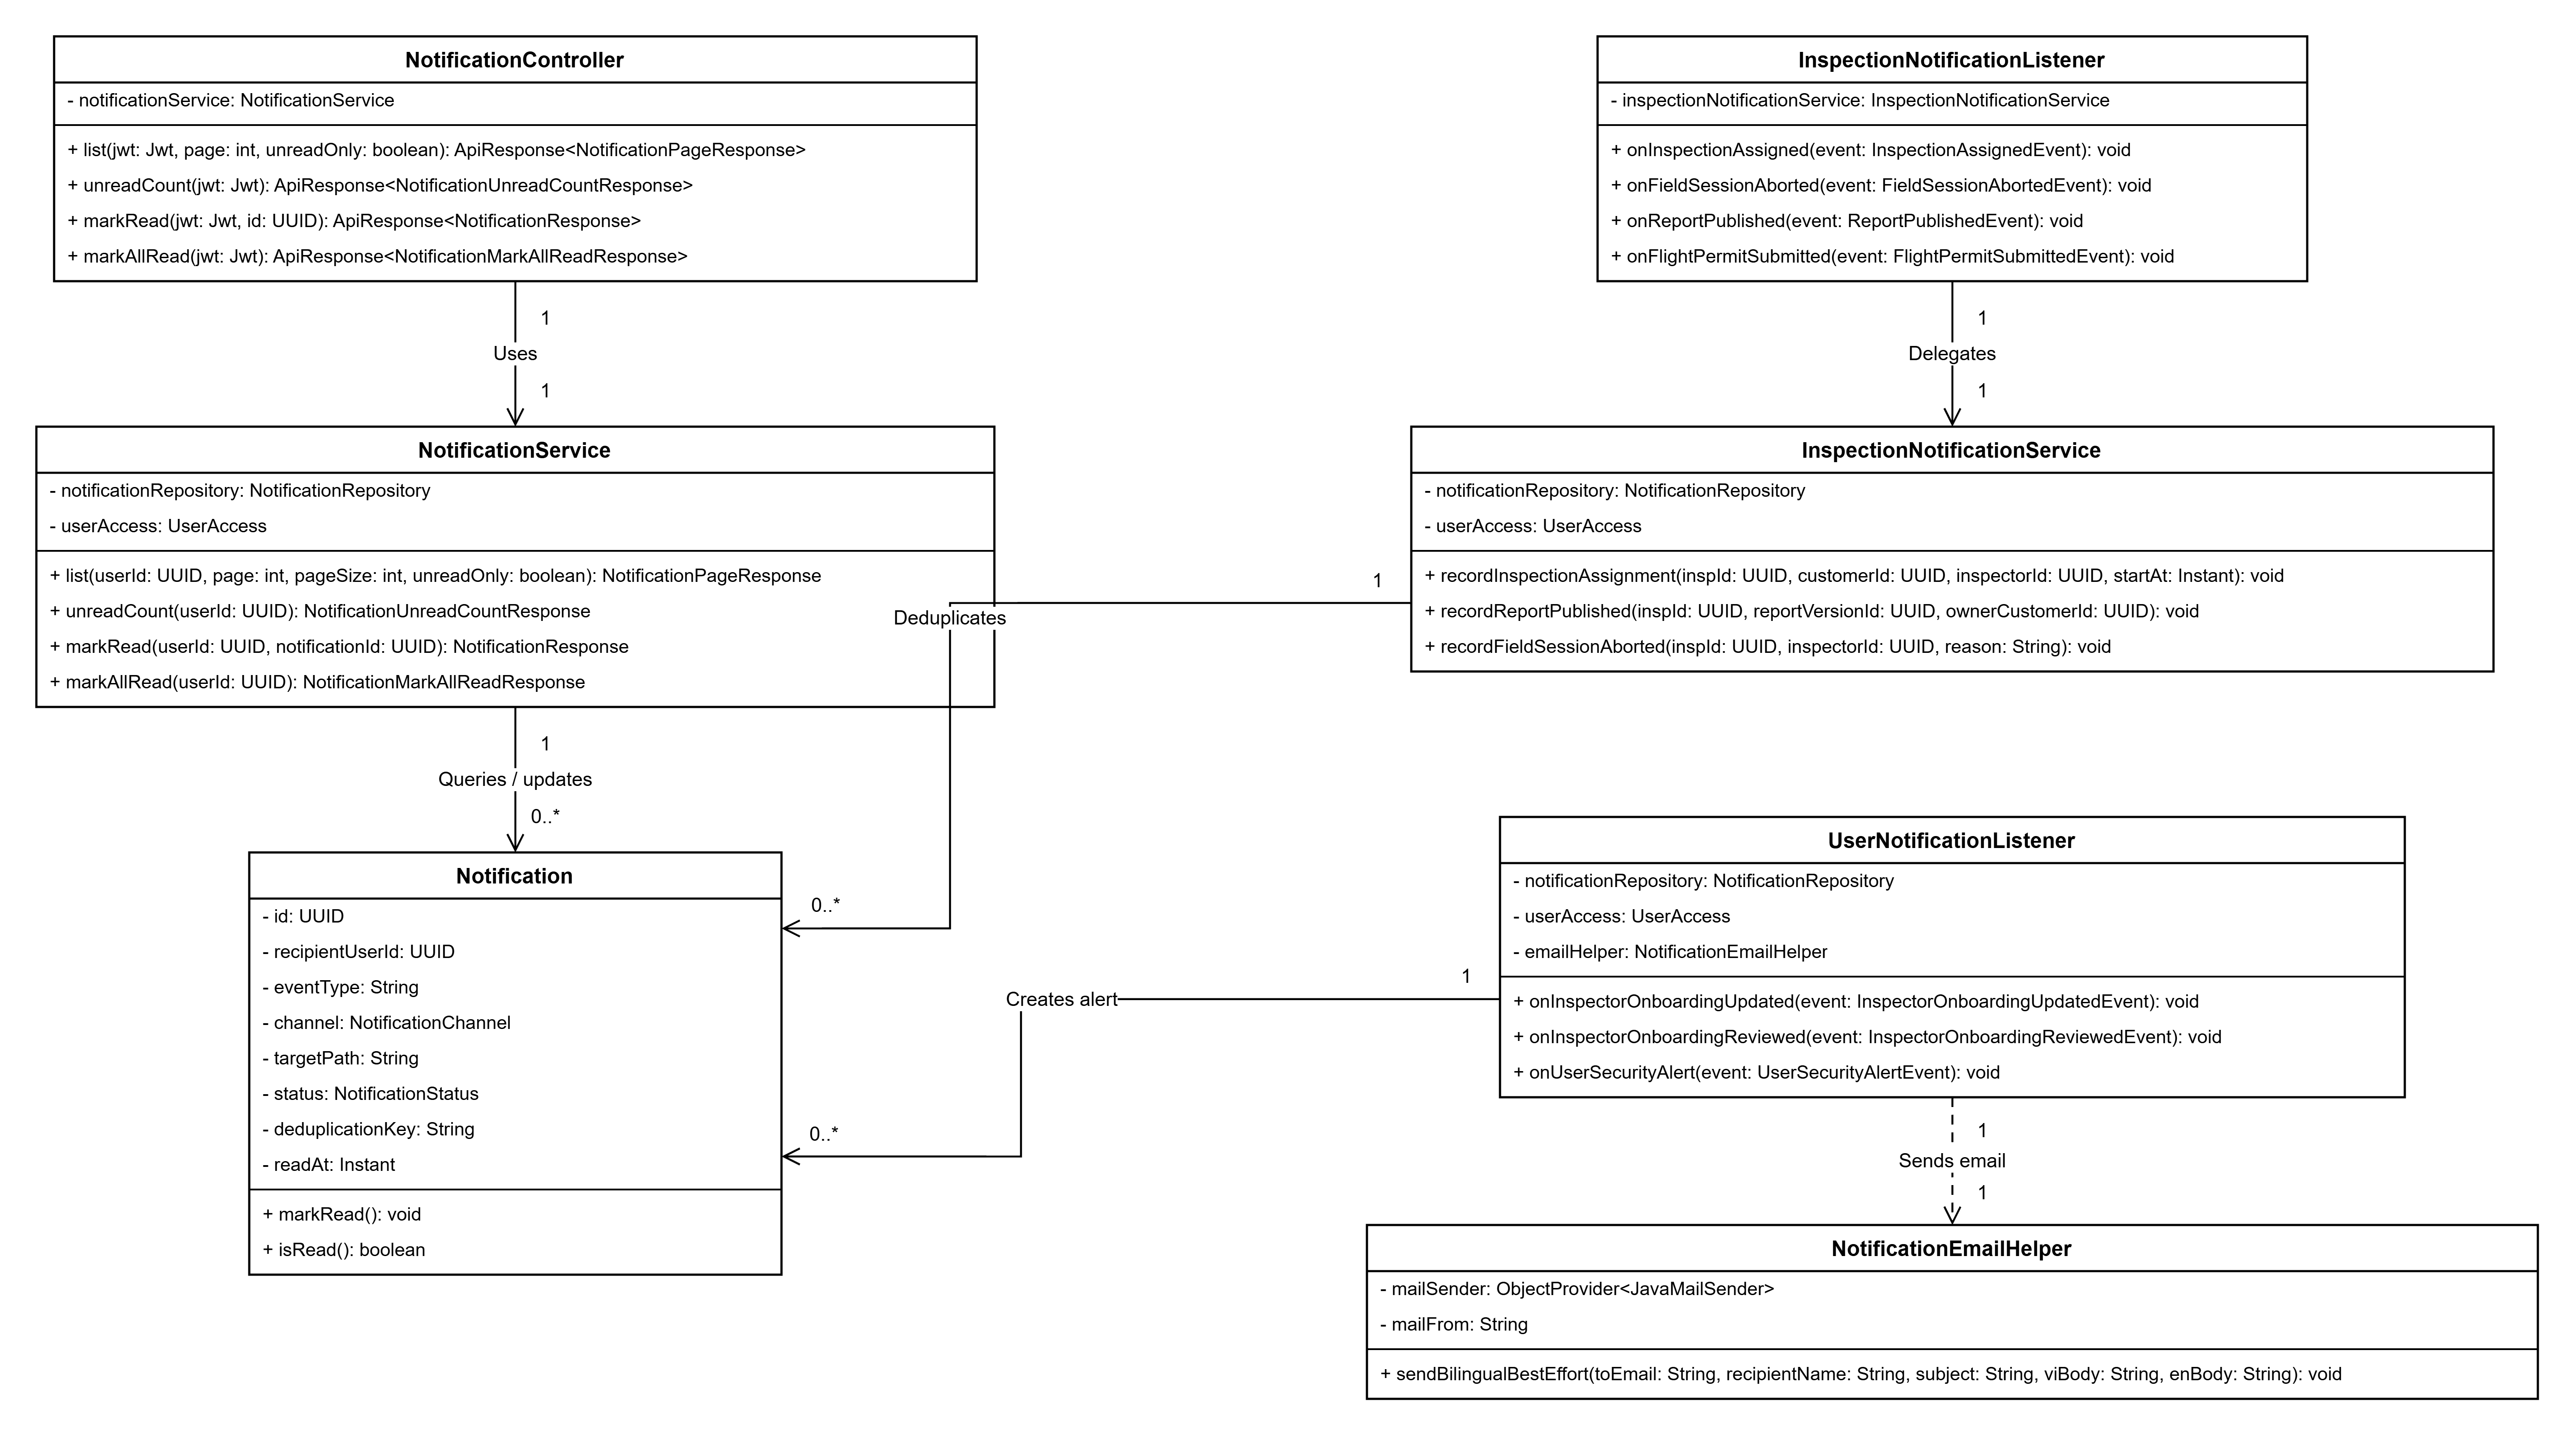 NotificationController
- notificationService: NotificationService
+ list(jwt: Jwt, page: int, unreadOnly: boolean): ApiResponse<NotificationPageResponse>
+ unreadCount(jwt: Jwt): ApiResponse<NotificationUnreadCountResponse>
+ markRead(jwt: Jwt, id: UUID): ApiResponse<NotificationResponse>
+ markAllRead(jwt: Jwt): ApiResponse<NotificationMarkAllReadResponse>
1
Uses
1
InspectionNotificationListener
- inspectionNotificationService: InspectionNotificationService
+ onInspectionAssigned(event: InspectionAssignedEvent): void
+ onFieldSessionAborted(event: FieldSessionAbortedEvent): void
+ onReportPublished(event: ReportPublishedEvent): void
+ onFlightPermitSubmitted(event: FlightPermitSubmittedEvent): void
1
Delegates
1
NotificationService
- notificationRepository: NotificationRepository
- userAccess: UserAccess
+ list(userId: UUID, page: int, pageSize: int, unreadOnly: boolean): NotificationPageResponse
+ unreadCount(userId: UUID): NotificationUnreadCountResponse
+ markRead(userId: UUID, notificationId: UUID): NotificationResponse
+ markAllRead(userId: UUID): NotificationMarkAllReadResponse
1
Queries / updates
0..*
InspectionNotificationService
- notificationRepository: NotificationRepository
- userAccess: UserAccess
+ recordInspectionAssignment(inspId: UUID, customerId: UUID, inspectorId: UUID, startAt: Instant): void
+ recordReportPublished(inspId: UUID, reportVersionId: UUID, ownerCustomerId: UUID): void
+ recordFieldSessionAborted(inspId: UUID, inspectorId: UUID, reason: String): void
1
Deduplicates
0..*
Notification
- id: UUID
- recipientUserId: UUID
- eventType: String
- channel: NotificationChannel
- targetPath: String
- status: NotificationStatus
- deduplicationKey: String
- readAt: Instant
+ markRead(): void
+ isRead(): boolean
UserNotificationListener
- notificationRepository: NotificationRepository
- userAccess: UserAccess
- emailHelper: NotificationEmailHelper
+ onInspectorOnboardingUpdated(event: InspectorOnboardingUpdatedEvent): void
+ onInspectorOnboardingReviewed(event: InspectorOnboardingReviewedEvent): void
+ onUserSecurityAlert(event: UserSecurityAlertEvent): void
1
Creates alert
0..*
1
Sends email
1
NotificationEmailHelper
- mailSender: ObjectProvider<JavaMailSender>
- mailFrom: String
+ sendBilingualBestEffort(toEmail: String, recipientName: String, subject: String, viBody: String, enBody: String): void